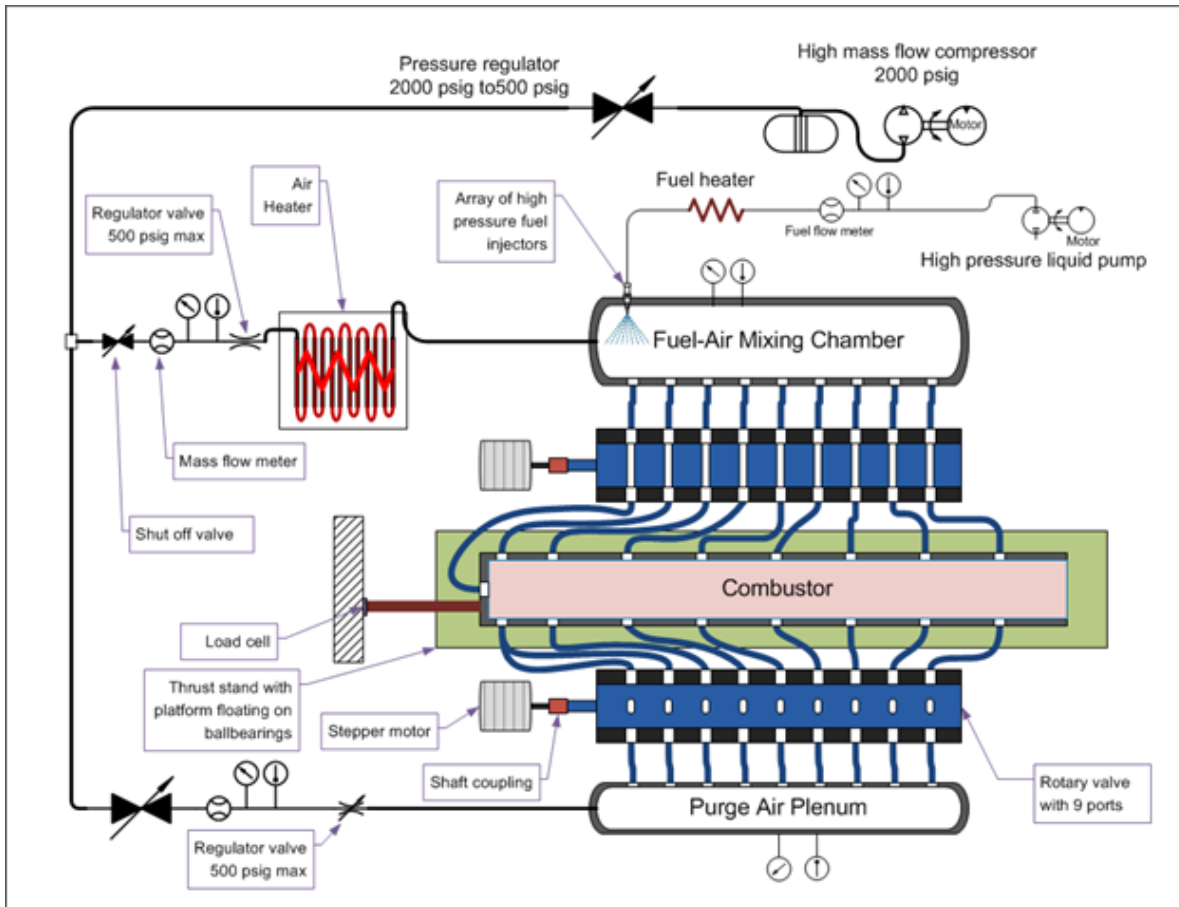 High mass flow compressor
2000 psig
Pressure regulator
2000 psig to500 psig
Motor
Air
Heater
Array of high
pressure fuel
injectors
Fuel heater
Regulator valve
500 psig max
Fuel flow meter
Motor
High pressure liquid pump
Fuel-Air Mixing Chamber
Mass flow meter
Shut off valve
Combustor
Load cell
Thrust stand with
platform floating on
ballbearings
Stepper motor
Shaft coupling
Rotary valve
with 9 ports
Purge Air Plenum
Regulator valve
500 psig max